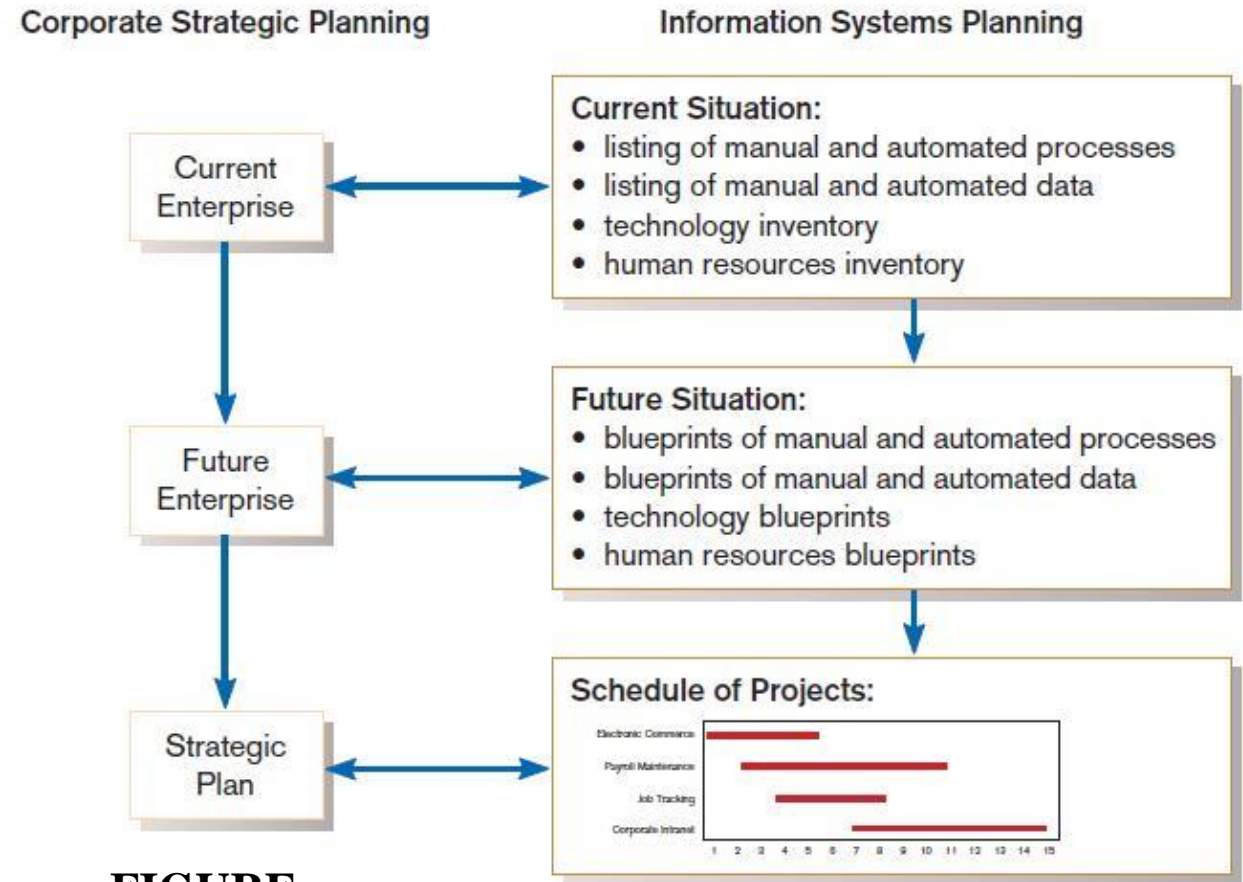 Corporate Strategic Planning
Information Systems Planning
Current
Enterprise
Current Situation:
• listing of manual and automated processes
• listing of manual and automated data
• technology inventory
• human resources inventory
Future
Enterprise
Future Situation:
• blueprints of manual and automated processes
• blueprints of manual and automated data
• technology blueprints
• human resources blueprints
Strategic
Plan
Schedule of Projects:
Electronic Commerce
Payroll Maintenance
Job Tracking
Corporate Intranet
1 2 3 4 5 6 7 8 9 10 11 12 13 14 15
FIGURE